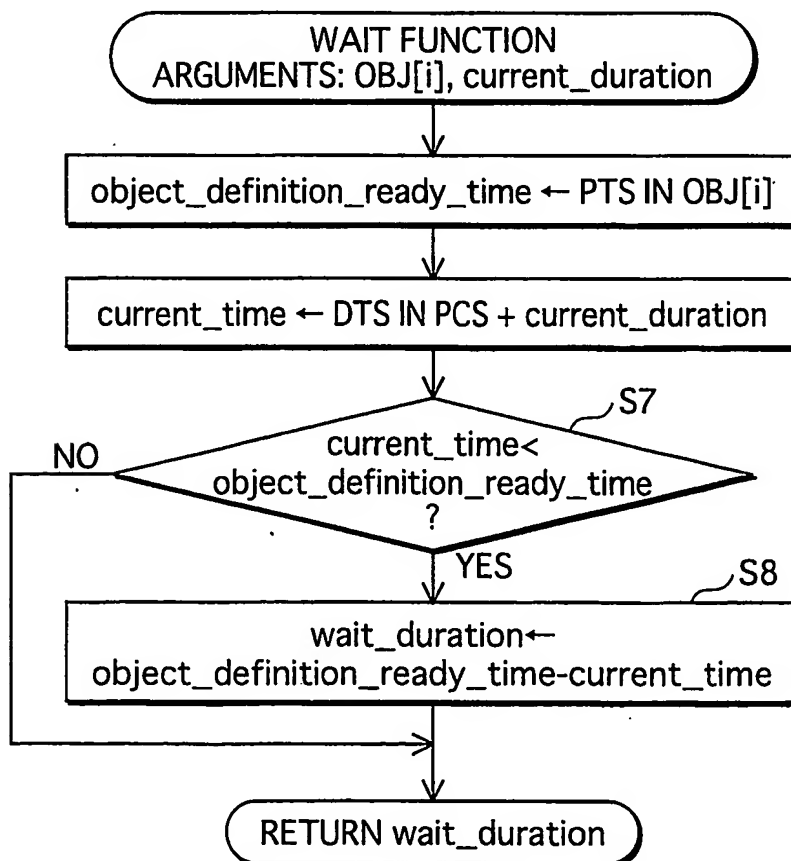 WAIT FUNCTION
ARGUMENTS: OBJ[i], current_duration
object_definition_ready_time ← PTS IN OBJ[i]
current_time ← DTS IN PCS + current_duration
S7
NO
current_time<
object_definition_ready_time
?
YES
S8
wait_duration←
object_definition_ready_time-current_time
RETURN wait_duration